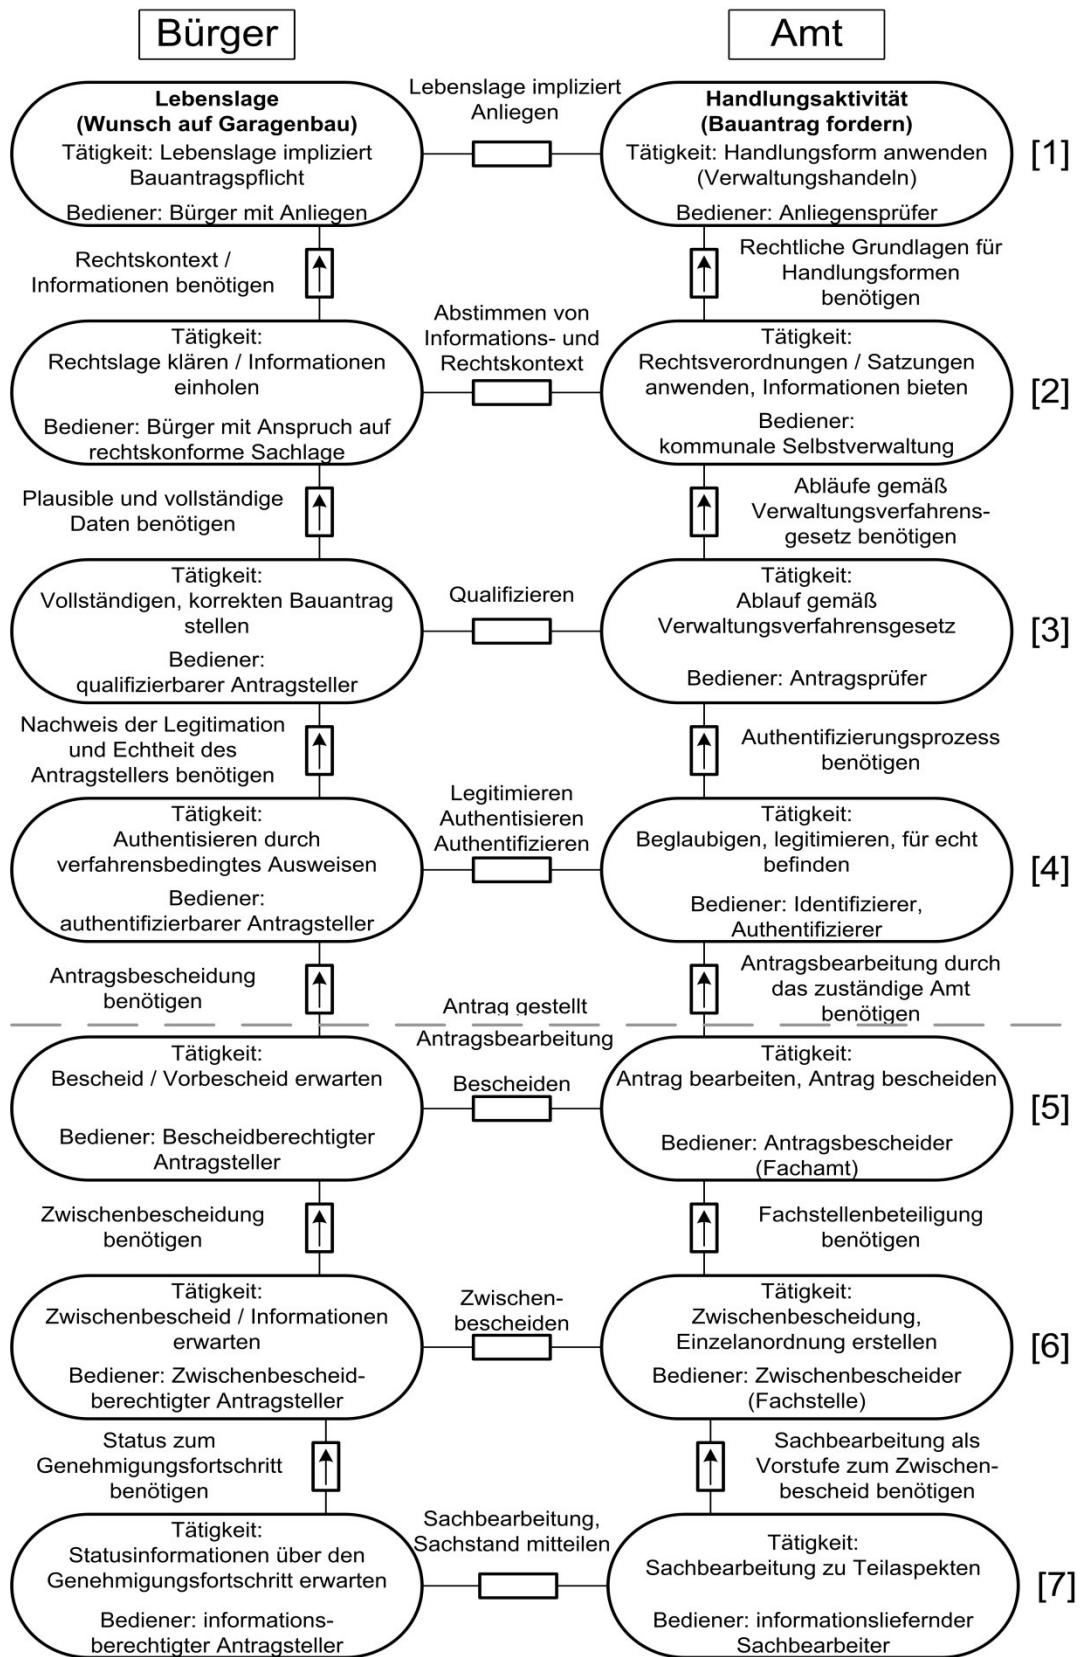 Bürger
Amt
Lebenslage
(Wunsch auf Garagenbau)
Tätigkeit: Lebenslage impliziert
Bauantragspflicht
Bediener: Bürger mit Anliegen
Lebenslage impliziert
Anliegen
Handlungsaktivität
(Bauantrag fordern)
Tätigkeit: Handlungsform anwenden
(Verwaltungshandeln)
Bediener: Anliegensprüfer
[1]
Rechtskontext /
Informationen benötigen
Rechtliche Grundlagen für
Handlungsformen
benötigen
Tätigkeit:
Rechtslage klären / Informationen
einholen
Bediener: Bürger mit Anspruch auf
rechtskonforme Sachlage
Abstimmen von
Informations- und
Rechtskontext
Tätigkeit:
Rechtsverordnungen / Satzungen
anwenden, Informationen bieten
Bediener:
kommunale Selbstverwaltung
[2]
Plausible und vollständige
Daten benötigen
Abläufe gemäß
Verwaltungsverfahrens-
gesetz benötigen
Tätigkeit:
Vollständigen, korrekten Bauantrag
stellen
Bediener:
qualifizierbarer Antragsteller
Qualifizieren
Tätigkeit:
Ablauf gemäß
Verwaltungsverfahrensgesetz
Bediener: Antragsprüfer
[3]
Nachweis der Legitimation
und Echtheit des
Antragstellers benötigen
Authentifizierungsprozess
benötigen
Tätigkeit:
Authentisieren durch
verfahrensbedingtes Ausweisen
Bediener:
authentifizierbarer Antragsteller
Legitimieren
Authentisieren
Authentifizieren
Tätigkeit:
Beglaubigen, legitimieren, für echt
befinden
Bediener: Identifizierer,
Authentifizierer
[4]
Antragsbescheidung
benötigen
Antragsbearbeitung durch
das zuständige Amt
benötigen
Antrag gestellt
Antragsbearbeitung
Tätigkeit:
Bescheid / Vorbescheid erwarten
Bediener: Bescheidberechtigter
Antragsteller
Bescheiden
Tätigkeit:
Antrag bearbeiten, Antrag bescheiden
Bediener: Antragsbescheider
(Fachamt)
[5]
Zwischenbescheidung
benötigen
Fachstellenbeteiligung
benötigen
Tätigkeit:
Zwischenbescheid / Informationen
erwarten
Bediener: Zwischenbescheid-
berechtigter Antragsteller
Zwischen-
bescheiden
Tätigkeit:
Zwischenbescheidung,
Einzelanordnung erstellen
Bediener: Zwischenbescheider
(Fachstelle)
[6]
Status zum
Genehmigungsfortschritt
benötigen
Sachbearbeitung als
Vorstufe zum Zwischen-
bescheid benötigen
Tätigkeit:
Statusinformationen über den
Genehmigungsfortschritt erwarten
Bediener: informations-
berechtigter Antragsteller
Sachbearbeitung,
Sachstand mitteilen
Tätigkeit:
Sachbearbeitung zu Teilaspekten
Bediener: informationsliefernder
Sachbearbeiter
[7]